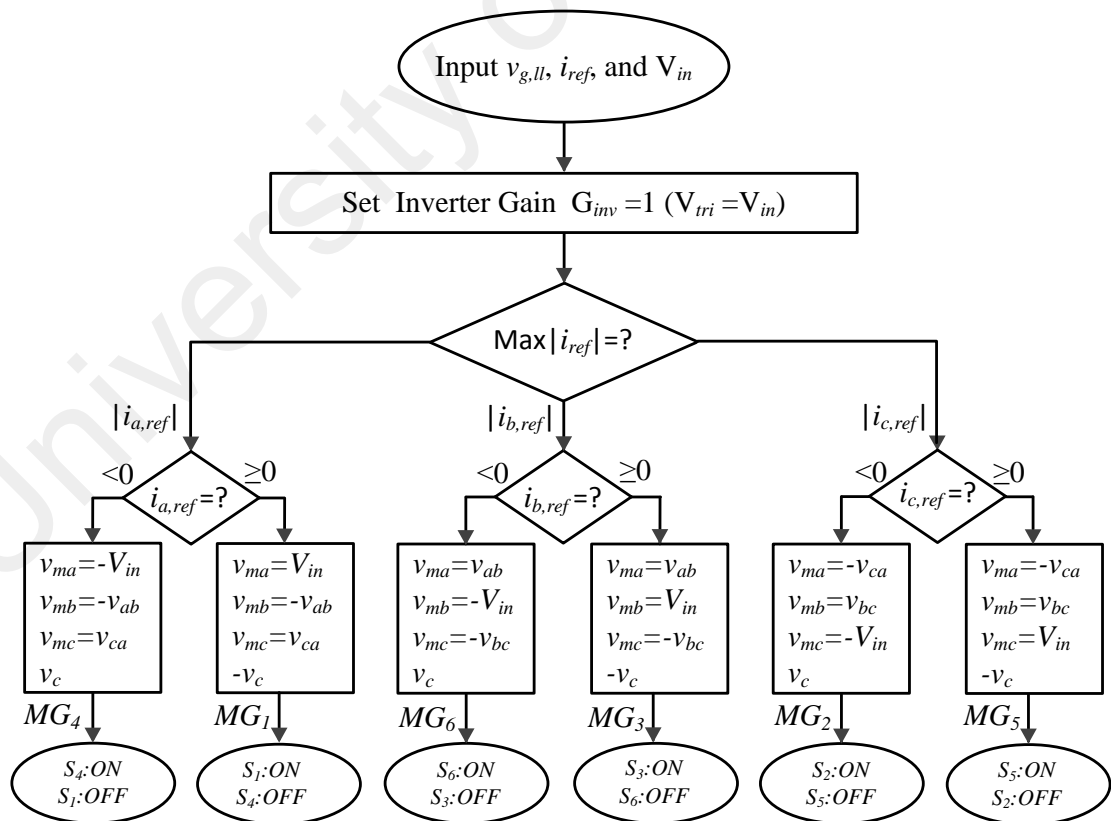 University o
Input v_{g,ll}, i_{ref}, and V_{in}
Set Inverter Gain G_{inv} =1 (V_{tri} =V_{in})
Max|i_{ref}|=?
|i_{a,ref}|
|i_{b,ref}|
|i_{c,ref}|
<0
≥0
i_{a,ref}=?
<0
≥0
i_{b,ref}=?
<0
≥0
i_{c,ref}=?
v_{ma}=-V_{in}
v_{mb}=-v_{ab}
v_{mc}=v_{ca}
v_c
v_{ma}=V_{in}
v_{mb}=-v_{ab}
v_{mc}=v_{ca}
-v_c
v_{ma}=v_{ab}
v_{mb}=-V_{in}
v_{mc}=-v_{bc}
v_c
v_{ma}=v_{ab}
v_{mb}=V_{in}
v_{mc}=-v_{bc}
-v_c
v_{ma}=-v_{ca}
v_{mb}=v_{bc}
v_{mc}=-V_{in}
v_c
v_{ma}=-v_{ca}
v_{mb}=v_{bc}
v_{mc}=V_{in}
-v_c
MG_4
MG_1
MG_6
MG_3
MG_2
MG_5
S_4:ON
S_1:OFF
S_1:ON
S_4:OFF
S_6:ON
S_3:OFF
S_3:ON
S_6:OFF
S_2:ON
S_5:OFF
S_5:ON
S_2:OFF